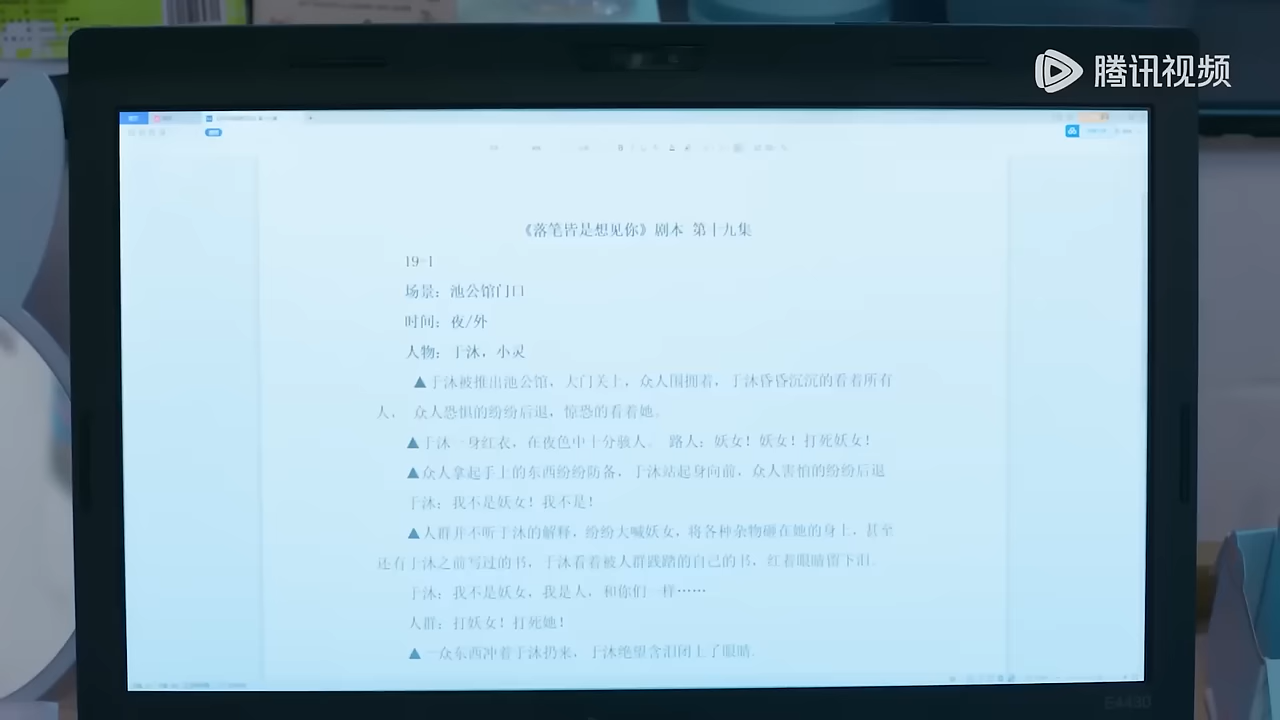 腾讯视频
《落笔皆是想见你》剧本 第十九集
19-1
场景：池公馆门口
时间：夜/外
人物：于沐，小灵
▲于沐被推出池公馆，大门关上，众人围拥着，于沐昏昏沉沉的看着所有
人， 众人恐惧的纷纷后退，惊恐的看着她。
▲于沐一身红衣，在夜色中十分骇人。 路人：妖女！妖女！打死妖女！
▲众人拿起手上的东西纷纷防备，于沐站起身向前，众人害怕的纷纷后退
于沐：我不是妖女！我不是！
▲人群并不听于沐的解释，纷纷大喊妖女，将各种杂物砸在她的身上，甚至
还有于沐之前写过的书，于沐看着被人群践踏的自己的书，红着眼睛留下泪。
于沐：我不是妖女，我是人，和你们一样……
人群：打妖女！打死她！
▲一众东西冲着于沐扔来，于沐绝望含泪闭上了眼睛。
E4430